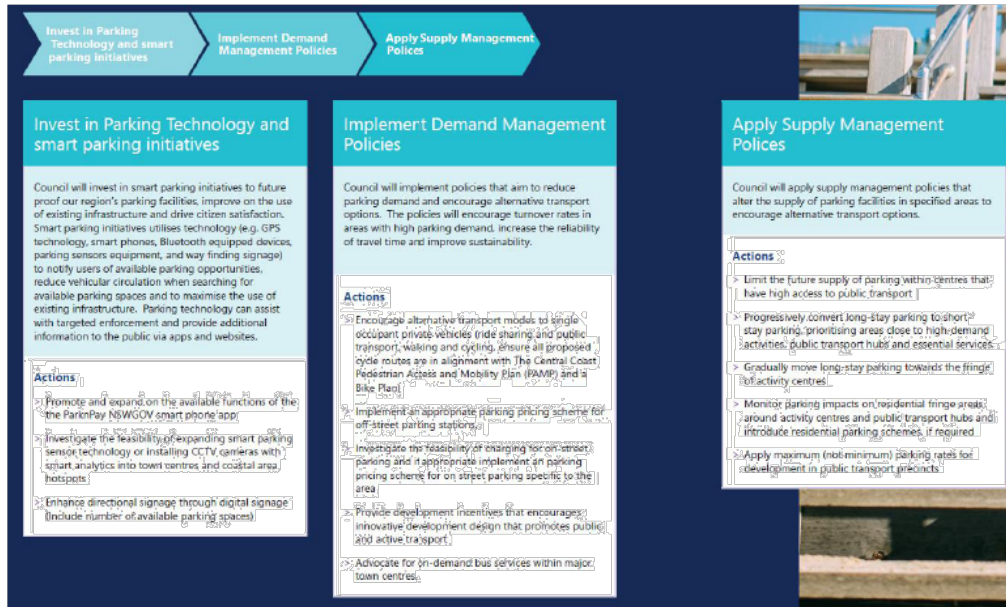 Invest in Parking
Technology and smart
parking initiatives
Implement Demand
Management Policies
Apply Supply Management
Polices
Invest in Parking Technology and
smart parking initiatives
Council will invest in smart parking initiatives to future
proof our region's parking facilities, improve on the use
of existing infrastructure and drive citizen satisfaction.
Smart parking initiatives utilises technology (e.g. GPS
technology, smart phones, Bluetooth equipped devices,
parking sensors equipment, and way finding signage)
to notify users of available parking opportunities,
reduce vehicular circulation when searching for
available parking spaces and to maximise the use of
existing infrastructure. Parking technology can assist
with targeted enforcement and provide additional
information to the public via apps and websites.
Actions
> Promote and expand on the available functions of the
the ParknPay NSWGOV smart phone app
> Investigate the feasibility of expanding smart parking
sensor technology or installing CCTV cameras with
smart analytics into town centres and coastal area
hotspots
> Enhance directional signage through digital signage
(Include number of available parking spaces)
Implement Demand Management
Policies
Council will implement policies that aim to reduce
parking demand and encourage alternative transport
options. The policies will encourage turnover rates in
areas with high parking demand, increase the reliability
of travel time and improve sustainability.
Actions
> Encourage alternative transport modes to single
occupant private vehicles (ride sharing and public
transport, walking and cycling, ensure all proposed
cycle routes are in alignment with The Central Coast
Pedestrian Access and Mobility Plan (PAMP) and a
Bike Plan)
> Implement an appropriate parking pricing scheme for
off-street parking stations.
> Investigate the feasibility of charging for on-street
parking and if appropriate implement an parking
pricing scheme for on street parking specific to the
area
> Provide development incentives that encourages
innovative development design that promotes public
and active transport.
> Advocate for on-demand bus services within major
town centres.
Apply Supply Management
Polices
Council will apply supply management policies that
alter the supply of parking facilities in specified areas to
encourage alternative transport options.
Actions
> Limit the future supply of parking within centres that
have high access to public transport
> Progressively convert long-stay parking to short
stay parking, prioritising areas close to high-demand
activities, public transport hubs and essential services
> Gradually move long-stay parking towards the fringe
of activity centres
> Monitor parking impacts on residential fringe areas
around activity centres and public transport hubs and
introduce residential parking schemes, if required
> Apply maximum (not minimum) parking rates for
development in public transport precincts